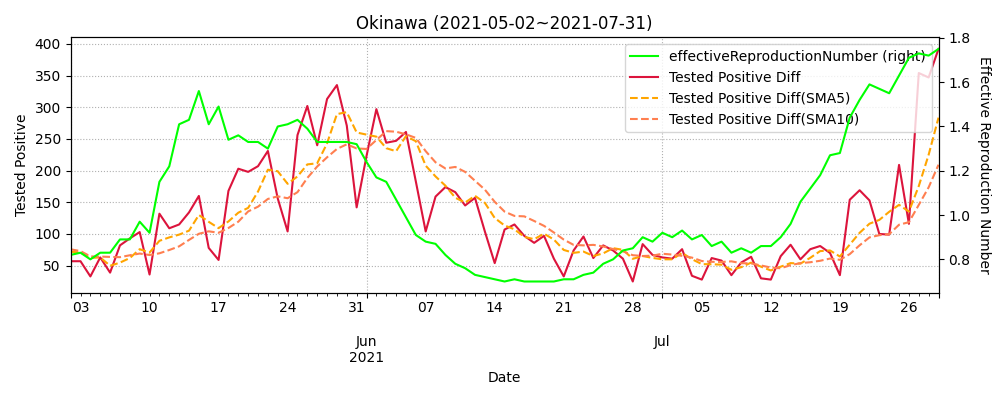 Okinawa (2021-05-02~2021-07-31)
effectiveReproductionNumber (right)
Tested Positive Diff
Tested Positive Diff(SMA5)
Tested Positive Diff(SMA10)
Tested Positive
400
350
300
250
200
150
100
50
1.8
1.6
1.4
1.2
1.0
0.8
Effective Reproduction Number
03 10 17 24 31 07 14 21 28 05 12 19 26
Jun Jul
2021
Date